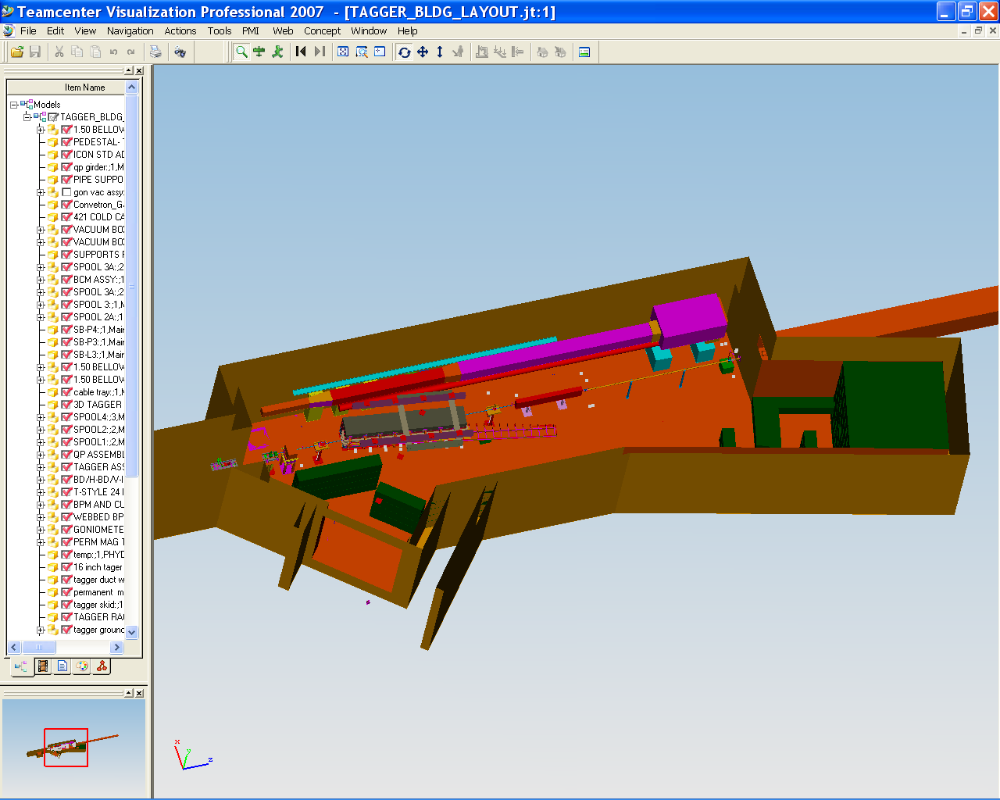 Teamcenter Visualization Professional 2007 - [TAGGER_BLDG_LAYOUT.jt:1]
File Edit View Navigation Actions Tools PMI Web Concept Window Help
Item Name
Models
TAGGER_BLDG_
1.50 BELLOW
PEDESTAL-
ICON STD AD
qp girder:;1,M
PIPE SUPPO
gon vac assy:
Convetron_G
421 COLD CA
VACUUM BO
VACUUM BO
SUPPORTS F
SPOOL 3A:;2
BCM ASSY:;1
SPOOL 3A:;2
SPOOL 3:;1,M
SPOOL 2A:;1
SB-P4:;1,Mair
SB-P3:;1,Mair
SB-L3:;1,Mair
1.50 BELLOW
1.50 BELLOW
cable tray:;1,M
3D TAGGER
SPOOL4:;3,M
SPOOL2:;2,M
SPOOL1:;2,M
QP ASSEMBL
TAGGER ASS
BD/H-BD/V-I
T-STYLE 24 I
BPM AND CL
WEBBED BP
GONIOMETE
PERM MAG T
temp:;1,PHYD
16 inch tager
tagger duct w
permanent m
tagger skid:;1
TAGGER RA
tagger ground
x
y
z